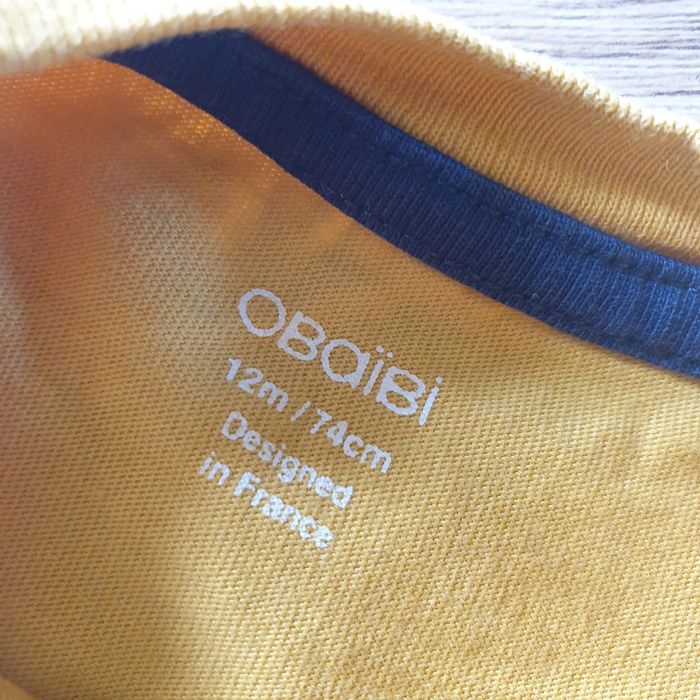 OBaïBi
12m / 74cm
Designed
in France